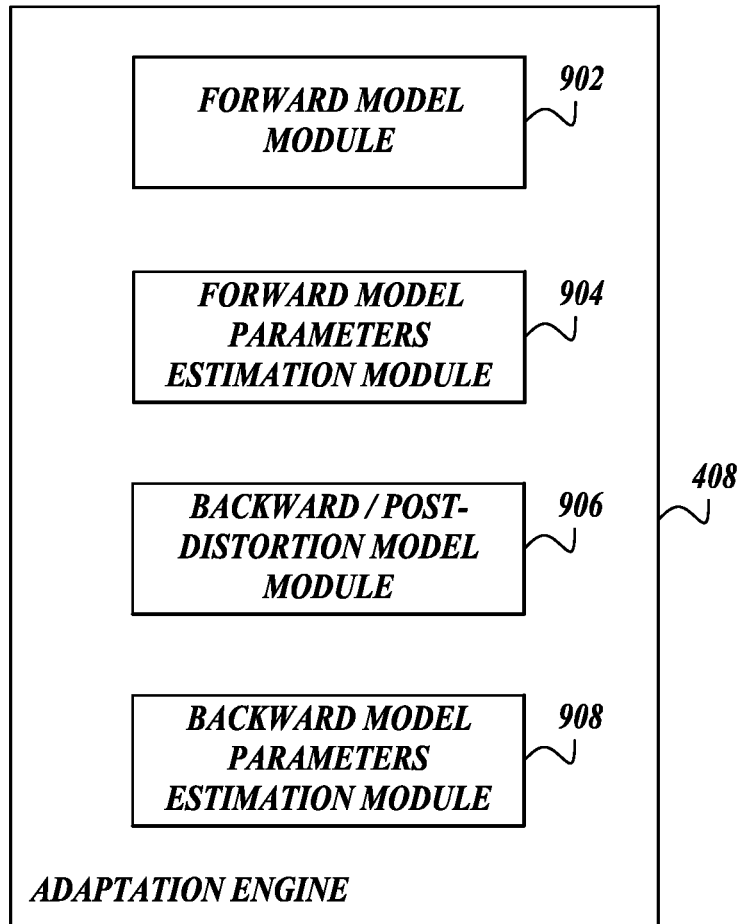 FORWARD MODEL
MODULE
902
FORWARD MODEL
PARAMETERS
ESTIMATION MODULE
904
BACKWARD / POST-
DISTORTION MODEL
MODULE
906
408
BACKWARD MODEL
PARAMETERS
ESTIMATION MODULE
908
ADAPTATION ENGINE